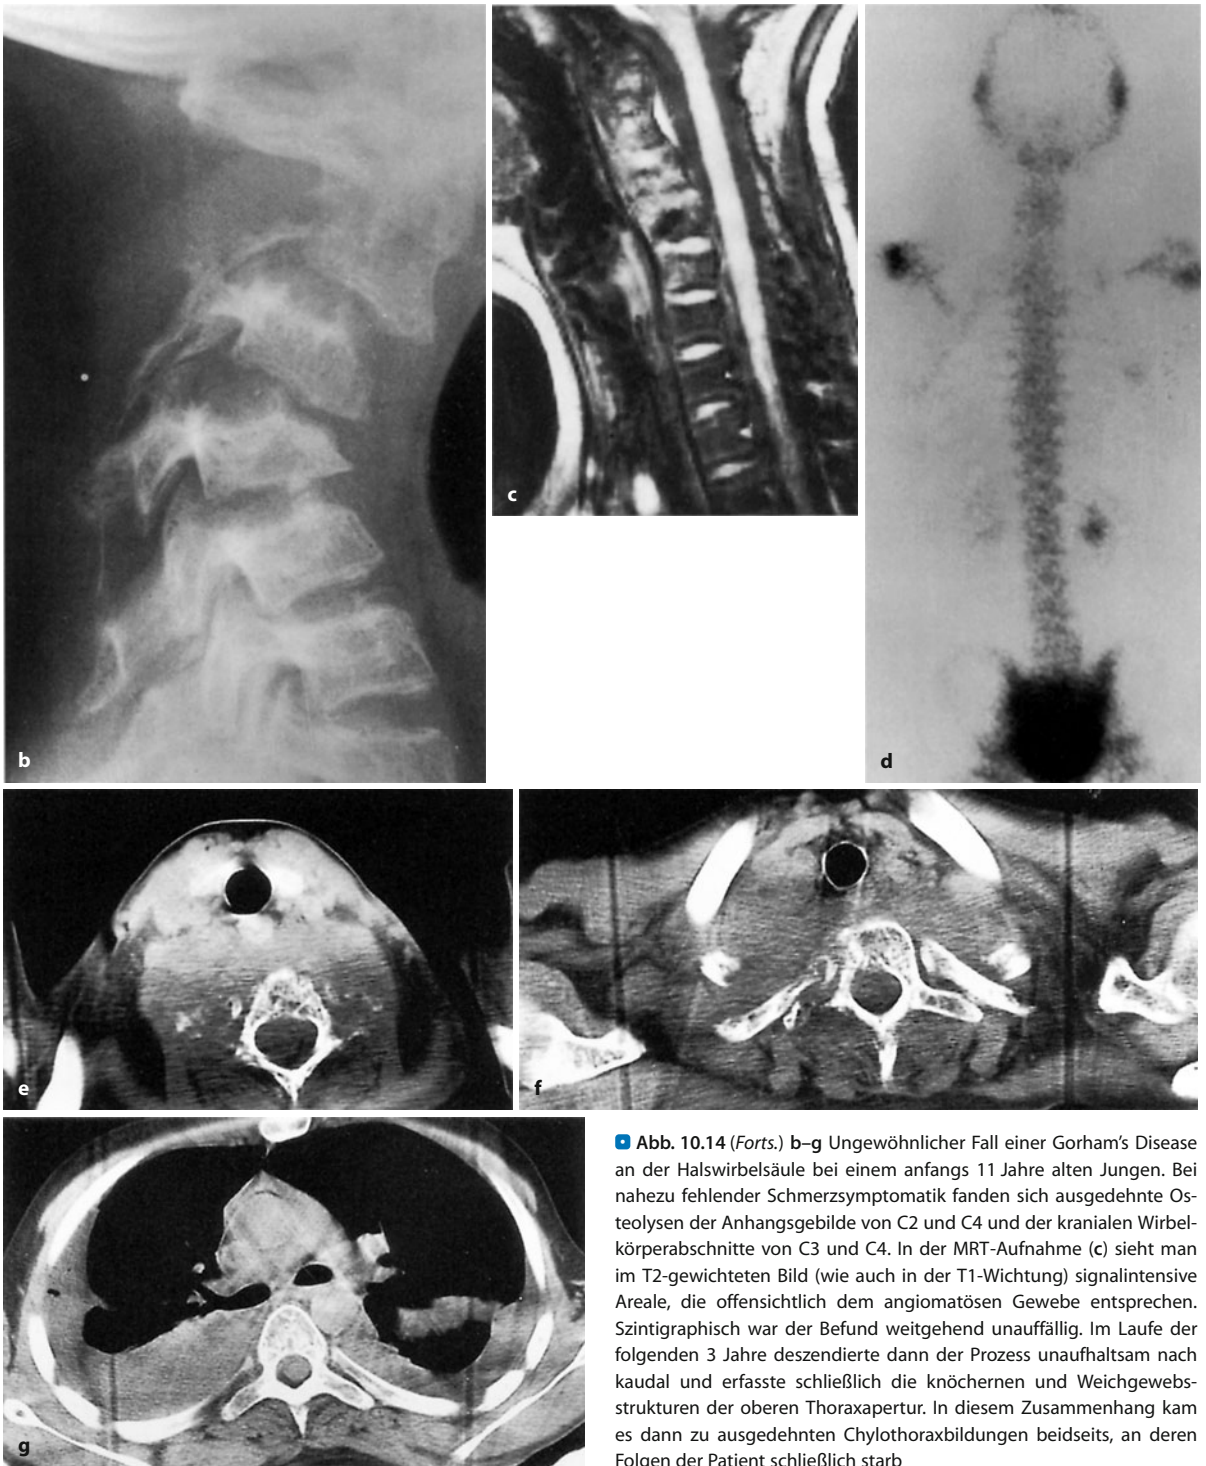 b
c
d
e
f
g
Abb. 10.14 (Forts.) b–g Ungewöhnlicher Fall einer Gorham's Disease
an der Halswirbelsäule bei einem anfangs 11 Jahre alten Jungen. Bei
nahezu fehlender Schmerzsymptomatik fanden sich ausgedehnte Os-
teolysen der Anhangsgebilde von C2 und C4 und der kranialen Wirbel-
körperabschnitte von C3 und C4. In der MRT-Aufnahme (c) sieht man
im T2-gewichteten Bild (wie auch in der T1-Wichtung) signalintensive
Areale, die offensichtlich dem angiomatösen Gewebe entsprechen.
Szintigraphisch war der Befund weitgehend unauffällig. Im Laufe der
folgenden 3 Jahre deszendierte dann der Prozess unaufhaltsam nach
kaudal und erfasste schließlich die knöchernen und Weichgewebs-
strukturen der oberen Thoraxapertur. In diesem Zusammenhang kam
es dann zu ausgedehnten Chylothoraxbildungen beidseits, an deren
Folgen der Patient schließlich starb